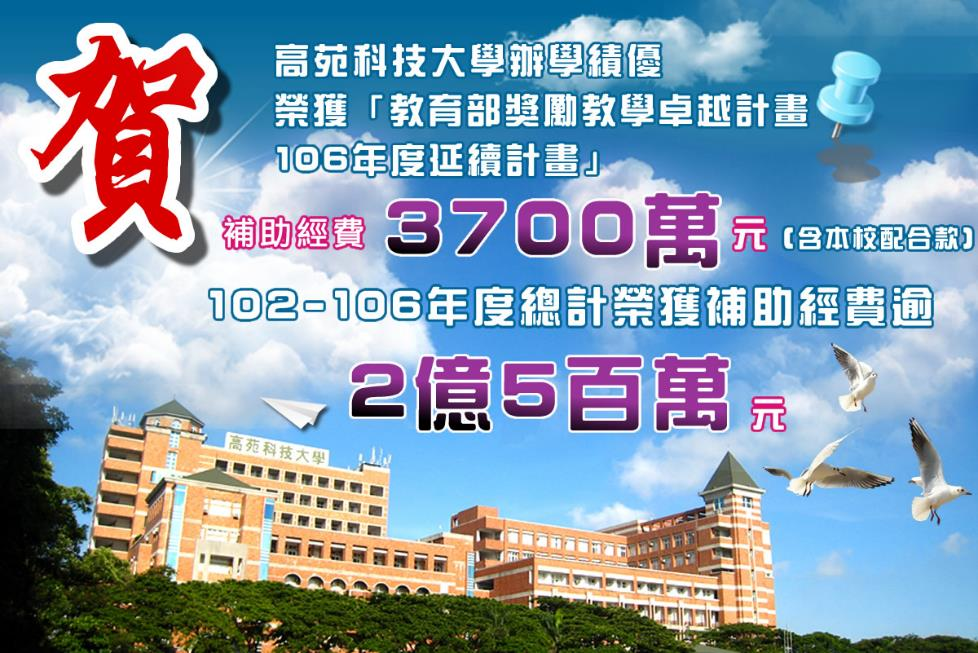 賀
高苑科技大學辦學績優
榮獲「教育部獎勵教學卓越計畫
106年度延續計畫」
補助經費 3700萬元(含本校配合款)
102-106年度總計榮獲補助經費逾
2億5百萬元
高苑科技大學